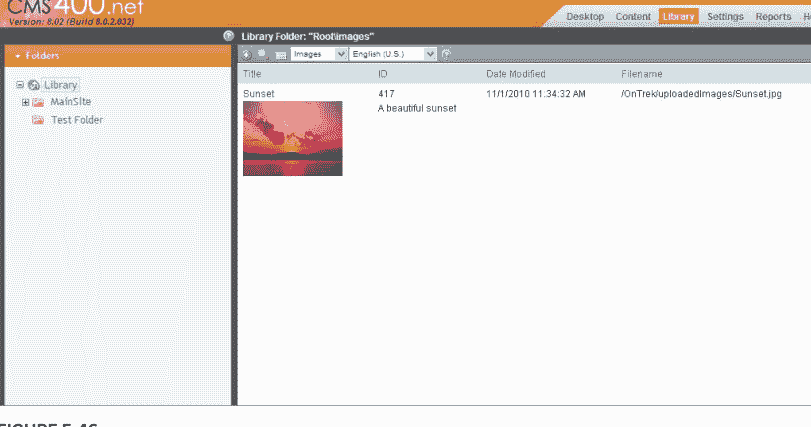 CMS400.net
Version: 8.02 (Build 8.0.2.032)
Desktop Content Library Settings Reports
Folders
Library
MainSite
Test Folder
Library Folder: "Root\images"
Images English (U.S.)
Title ID Date Modified Filename
Sunset 417 11/1/2010 11:34:32 AM /OnTrek/uploadedImages/Sunset.jpg
A beautiful sunset
FIGURE 5-46